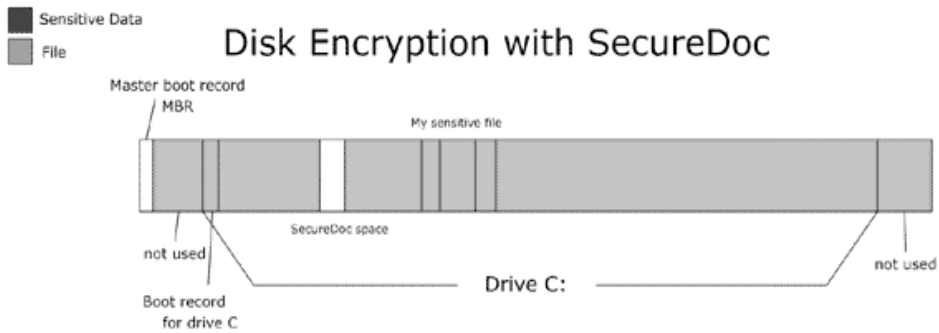 Sensitive Data
File
Disk Encryption with SecureDoc
Master boot record
MBR
My sensitive file
SecureDoc space
not used
Boot record
for drive C
Drive C:
not used